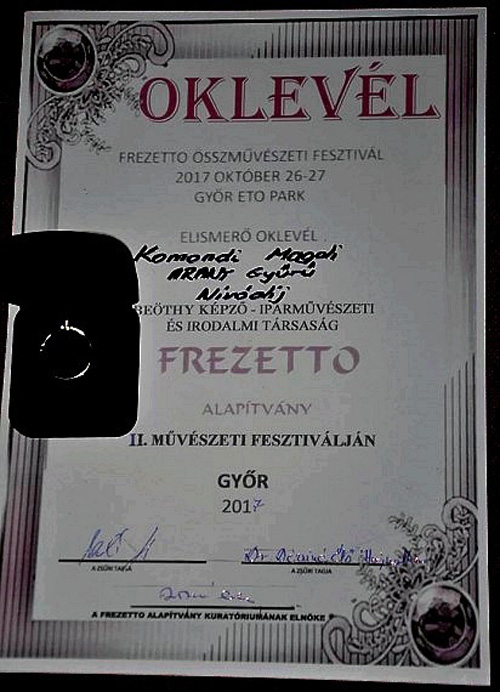 OKLEVÉL
FREZETTO ÖSSZMŰVÉSZETI FESZTIVÁL
2017 OKTÓBER 26-27
GYŐR ETO PARK
ELISMERŐ OKLEVÉL
Komondi Magdi
ARANY Gyűrű
Nívódíj
BEÖTHY KÉPZŐ - IPARMŰVÉSZETI
ÉS IRODALMI TÁRSASÁG
FREZETTO
ALAPÍTVÁNY
II. MŰVÉSZETI FESZTIVÁLJÁN
GYŐR
2017
A ZSŰRI TAGJA A ZSŰRI TAGJA
A FREZETTO ALAPÍTVÁNY KURATÓRIUMÁNAK ELNÖKE